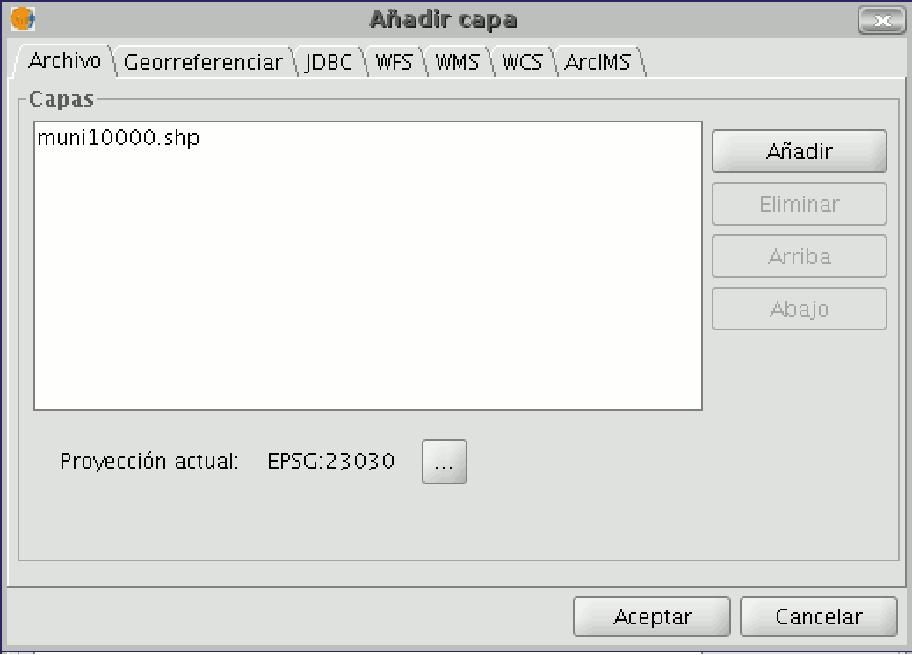 Añadir capa
Archivo Georreferenciar JDBC WFS WMS WCS ArcIMS
Capas
muni10000.shp
Añadir
Eliminar
Arriba
Abajo
Proyección actual: EPSG:23030 ...
Aceptar Cancelar